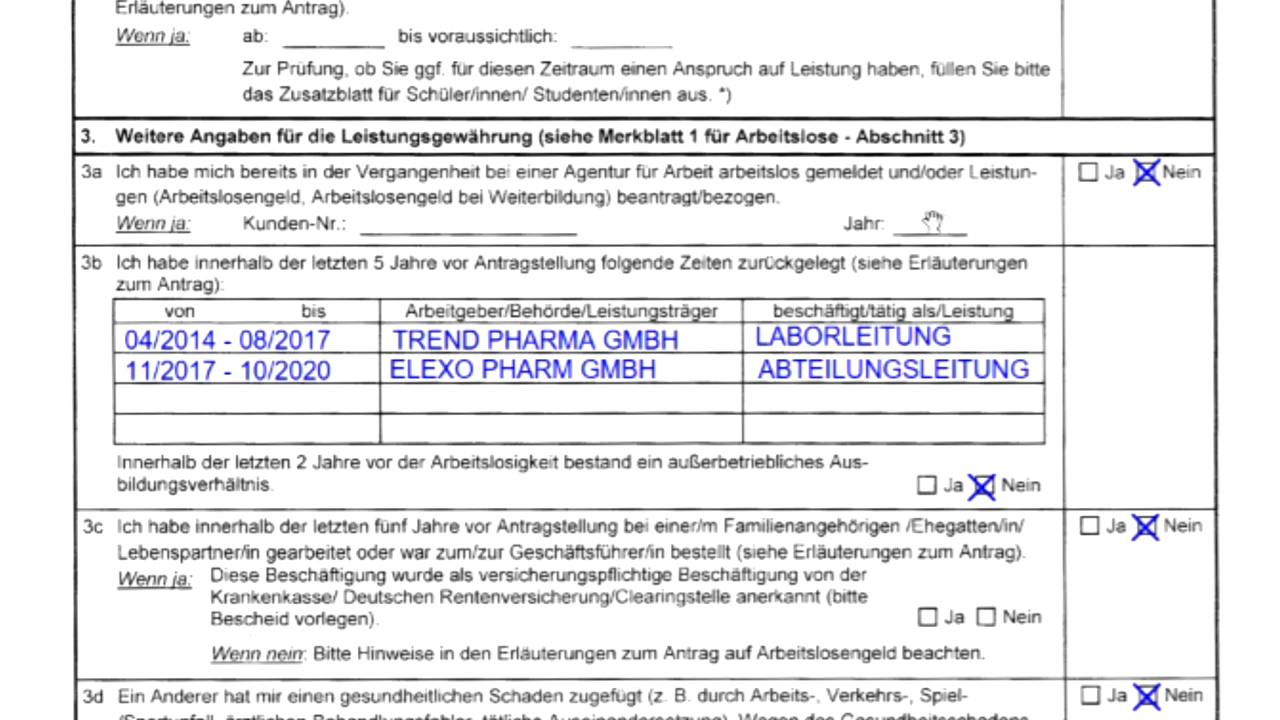 Erläuterungen zum Antrag).
Wenn ja: ab: bis voraussichtlich:
Zur Prüfung, ob Sie ggf. für diesen Zeitraum einen Anspruch auf Leistung haben, füllen Sie bitte
das Zusatzblatt für Schüler/innen/ Studenten/innen aus. *)
3. Weitere Angaben für die Leistungsgewährung (siehe Merkblatt 1 für Arbeitslose - Abschnitt 3)
3a Ich habe mich bereits in der Vergangenheit bei einer Agentur für Arbeit arbeitslos gemeldet und/oder Leistun- Ja Nein
gen (Arbeitslosengeld, Arbeitslosengeld bei Weiterbildung) beantragt/bezogen.
Wenn ja: Kunden-Nr.: Jahr:
3b Ich habe innerhalb der letzten 5 Jahre vor Antragstellung folgende Zeiten zurückgelegt (siehe Erläuterungen
zum Antrag):
von bis Arbeitgeber/Behörde/Leistungsträger beschäftigt/tätig als/Leistung
04/2014 - 08/2017 TREND PHARMA GMBH LABORLEITUNG
11/2017 - 10/2020 ELEXO PHARM GMBH ABTEILUNGSLEITUNG
Innerhalb der letzten 2 Jahre vor der Arbeitslosigkeit bestand ein außerbetriebliches Aus-
bildungsverhältnis. Ja Nein
3c Ich habe innerhalb der letzten fünf Jahre vor Antragstellung bei einer/m Familienangehörigen /Ehegatten/in/ Ja Nein
Lebenspartner/in gearbeitet oder war zum/zur Geschäftsführer/in bestellt (siehe Erläuterungen zum Antrag).
Wenn ja: Diese Beschäftigung wurde als versicherungspflichtige Beschäftigung von der
Krankenkasse/ Deutschen Rentenversicherung/Clearingstelle anerkannt (bitte
Bescheid vorlegen). Ja Nein
Wenn nein: Bitte Hinweise in den Erläuterungen zum Antrag auf Arbeitslosengeld beachten.
3d Ein Anderer hat mir einen gesundheitlichen Schaden zugefügt (z. B. durch Arbeits-, Verkehrs-, Spiel- Ja Nein